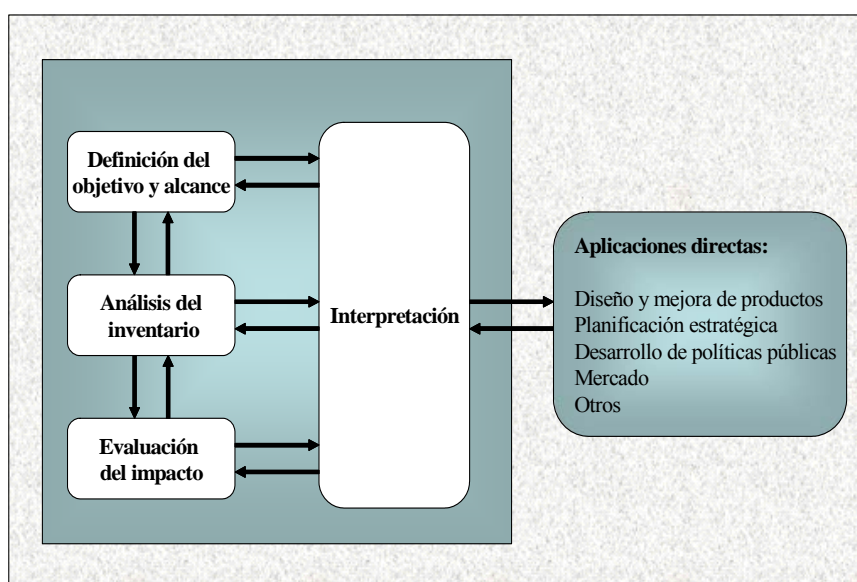 Definición del
objetivo y alcance
Análisis del
inventario
Evaluación
del impacto
Interpretación
Aplicaciones directas:
Diseño y mejora de productos
Planificación estratégica
Desarrollo de políticas públicas
Mercado
Otros